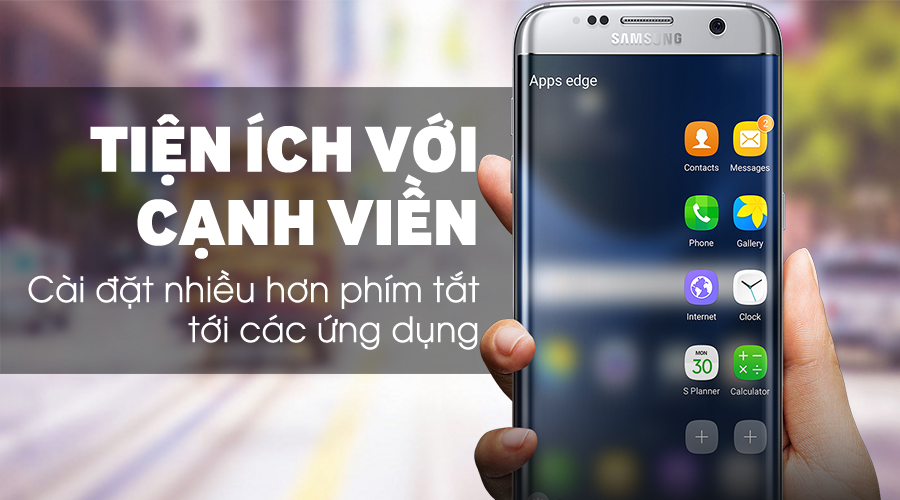 TIỆN ÍCH VỚI
CẠNH VIỀN
Cài đặt nhiều hơn phím tắt
tới các ứng dụng
SAMSUNG
Apps edge
2
Contacts Messages
Phone Gallery
Internet Clock
MON
30
S Planner Calculator